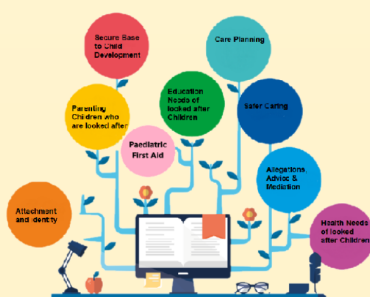 Secure Base
to Child
Development
Care Planning
Education
Needs of
looked after
Children
Parenting
Children who
are looked after
Safer Caring
Paediatric
First Aid
Allegations,
Advice &
Mediation
Attachment
and Identity
Health Needs
of looked
after Children